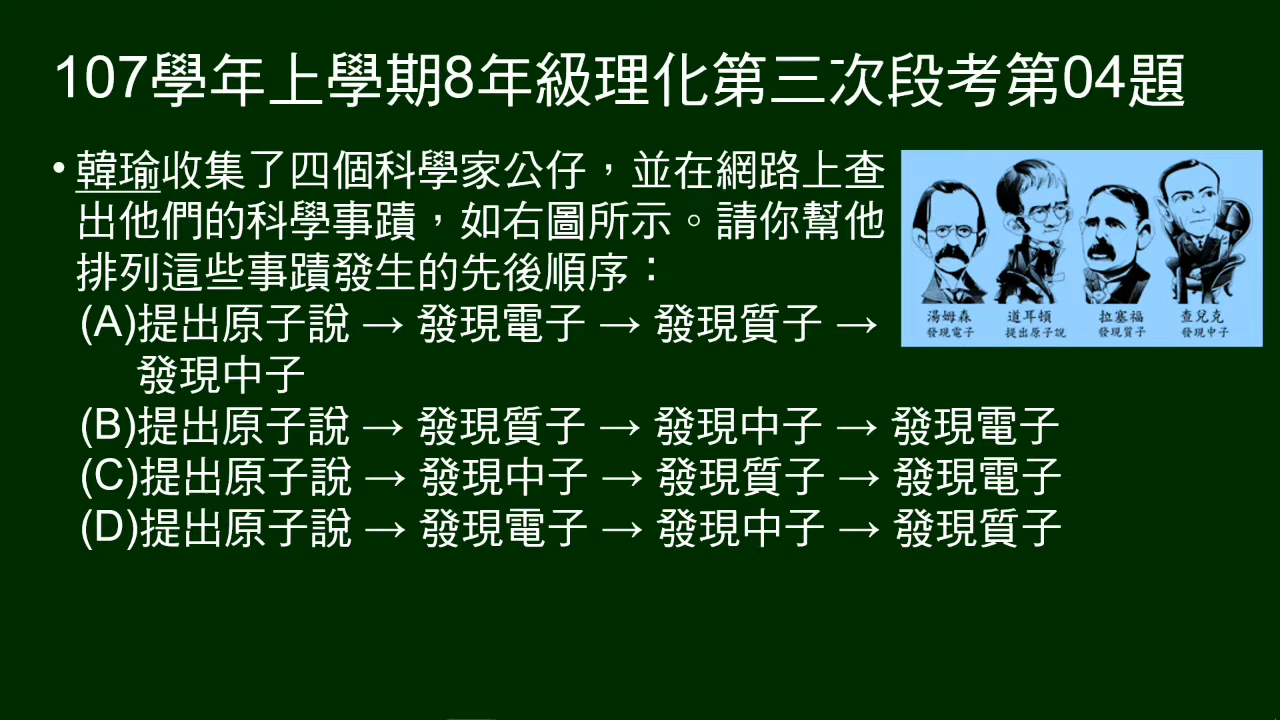 107學年上學期8年級理化第三次段考第04題
•韓瑜收集了四個科學家公仔，並在網路上查
出他們的科學事蹟，如右圖所示。請你幫他
排列這些事蹟發生的先後順序：
(A)提出原子說 → 發現電子 → 發現質子 →
發現中子
(B)提出原子說 → 發現質子 → 發現中子 → 發現電子
(C)提出原子說 → 發現中子 → 發現質子 → 發現電子
(D)提出原子說 → 發現電子 → 發現中子 → 發現質子
湯姆森 道耳頓 拉塞福 查兌克
發現電子 提出原子說 發現質子 發現中子